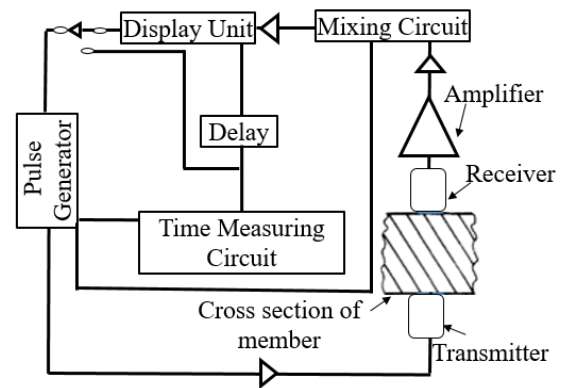 Display Unit
Mixing Circuit
Amplifier
Delay
Pulse
Generator
Receiver
Time Measuring
Circuit
Cross section of
member
Transmitter